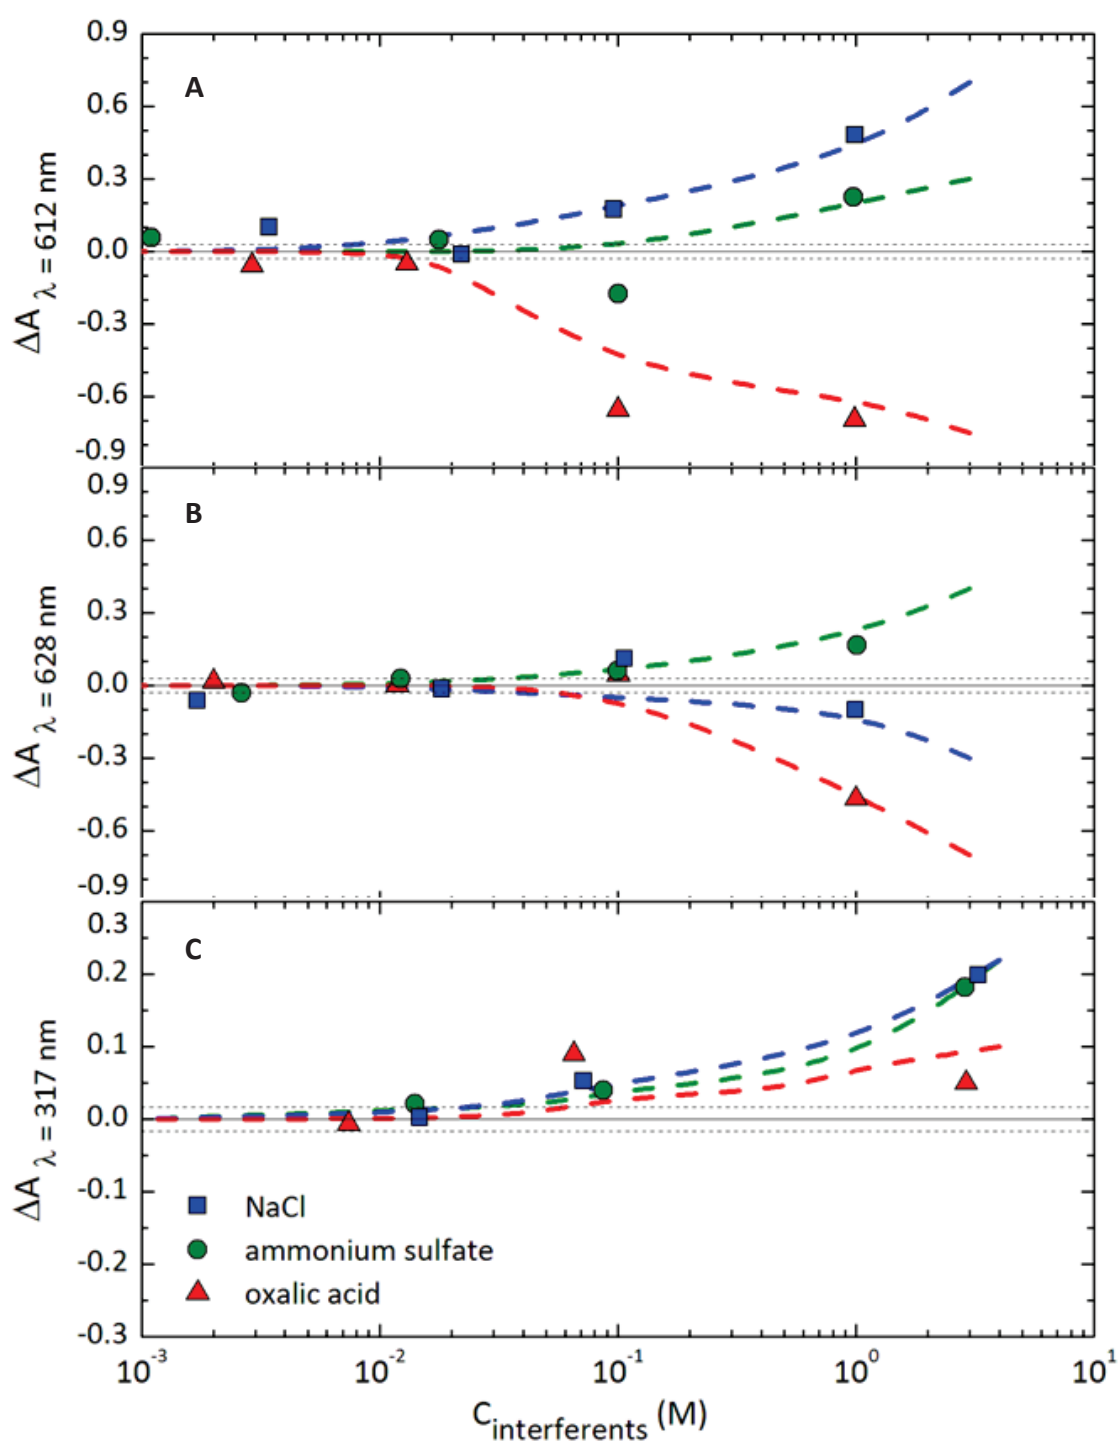 A
0.9
0.6
0.3
0.0
-0.3
-0.6
-0.9
ΔA λ = 612 nm
B
0.9
0.6
0.3
0.0
-0.3
-0.6
-0.9
ΔA λ = 628 nm
C
0.3
0.2
0.1
0.0
-0.1
-0.2
-0.3
ΔA λ = 317 nm
NaCl
ammonium sulfate
oxalic acid
10⁻³ 10⁻² 10⁻¹ 10⁰ 10¹
Cinterferents (M)